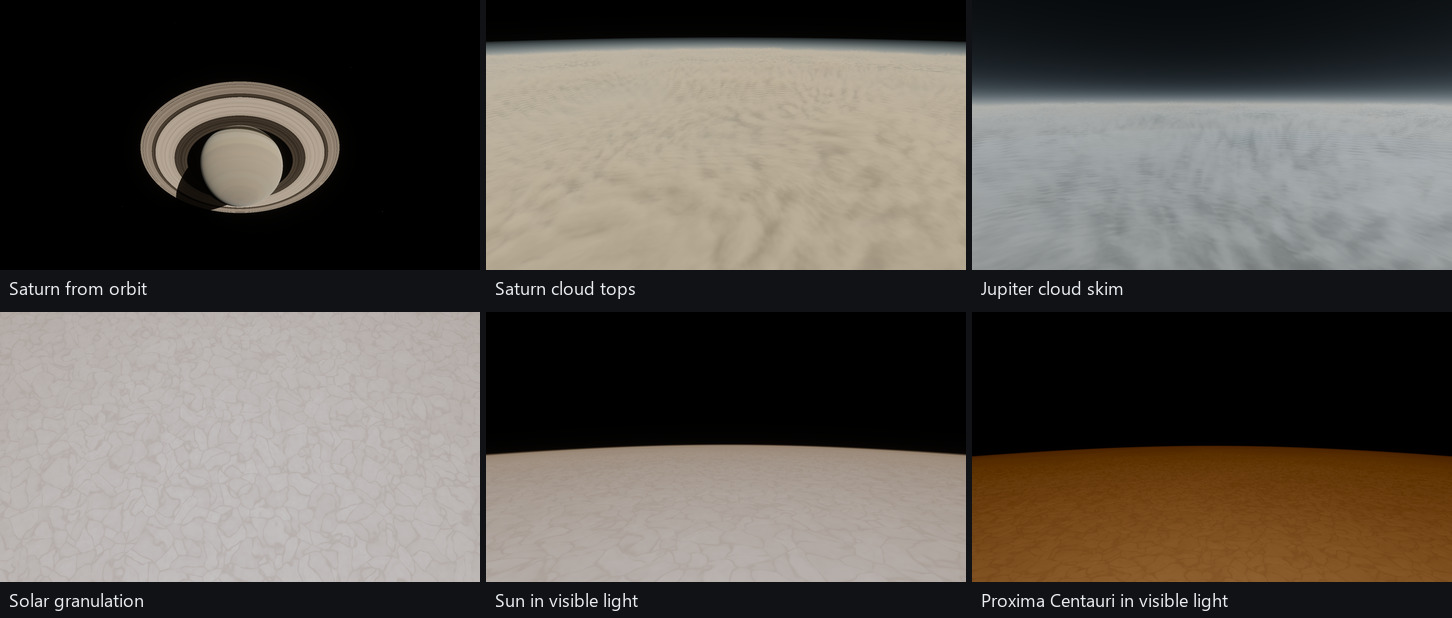 Saturn from orbit
Saturn cloud tops
Jupiter cloud skim
Solar granulation
Sun in visible light
Proxima Centauri in visible light